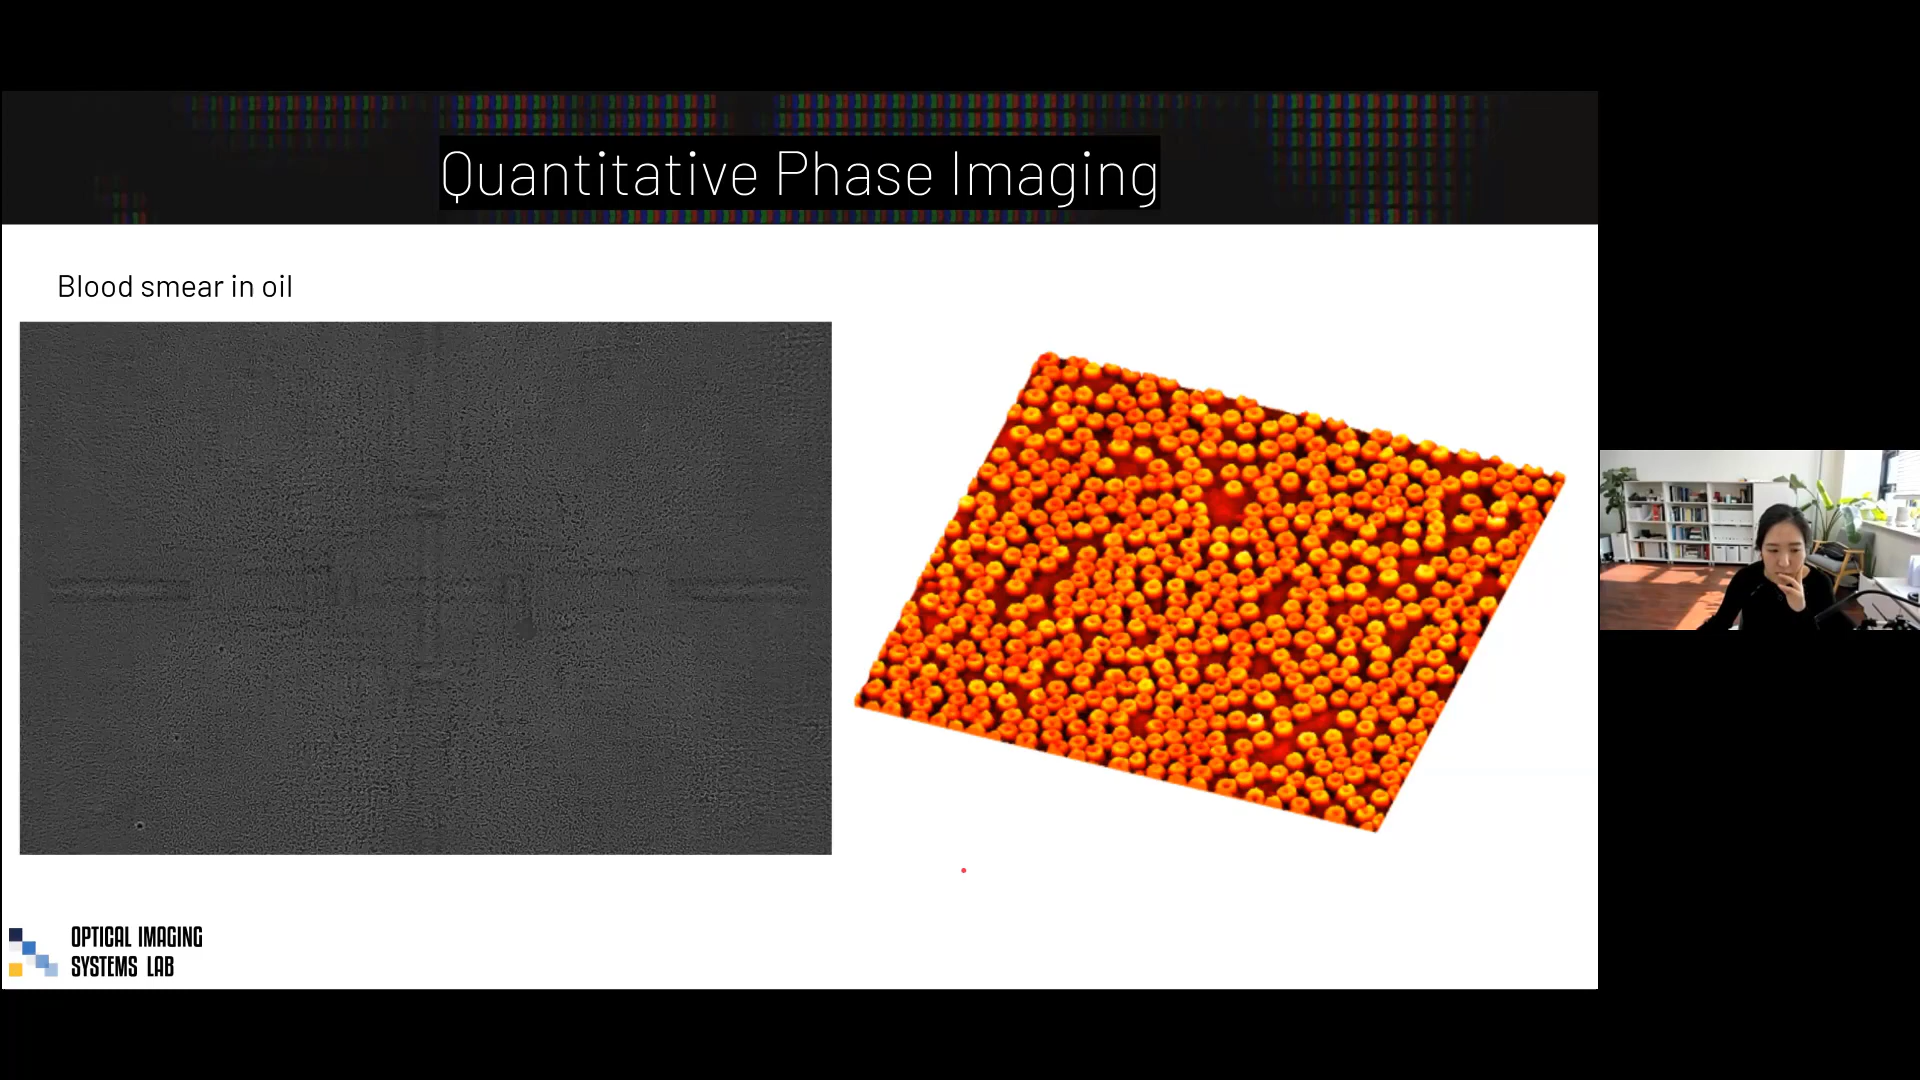 Quantitative Phase Imaging
Blood smear in oil
OPTICAL IMAGING
SYSTEMS LAB